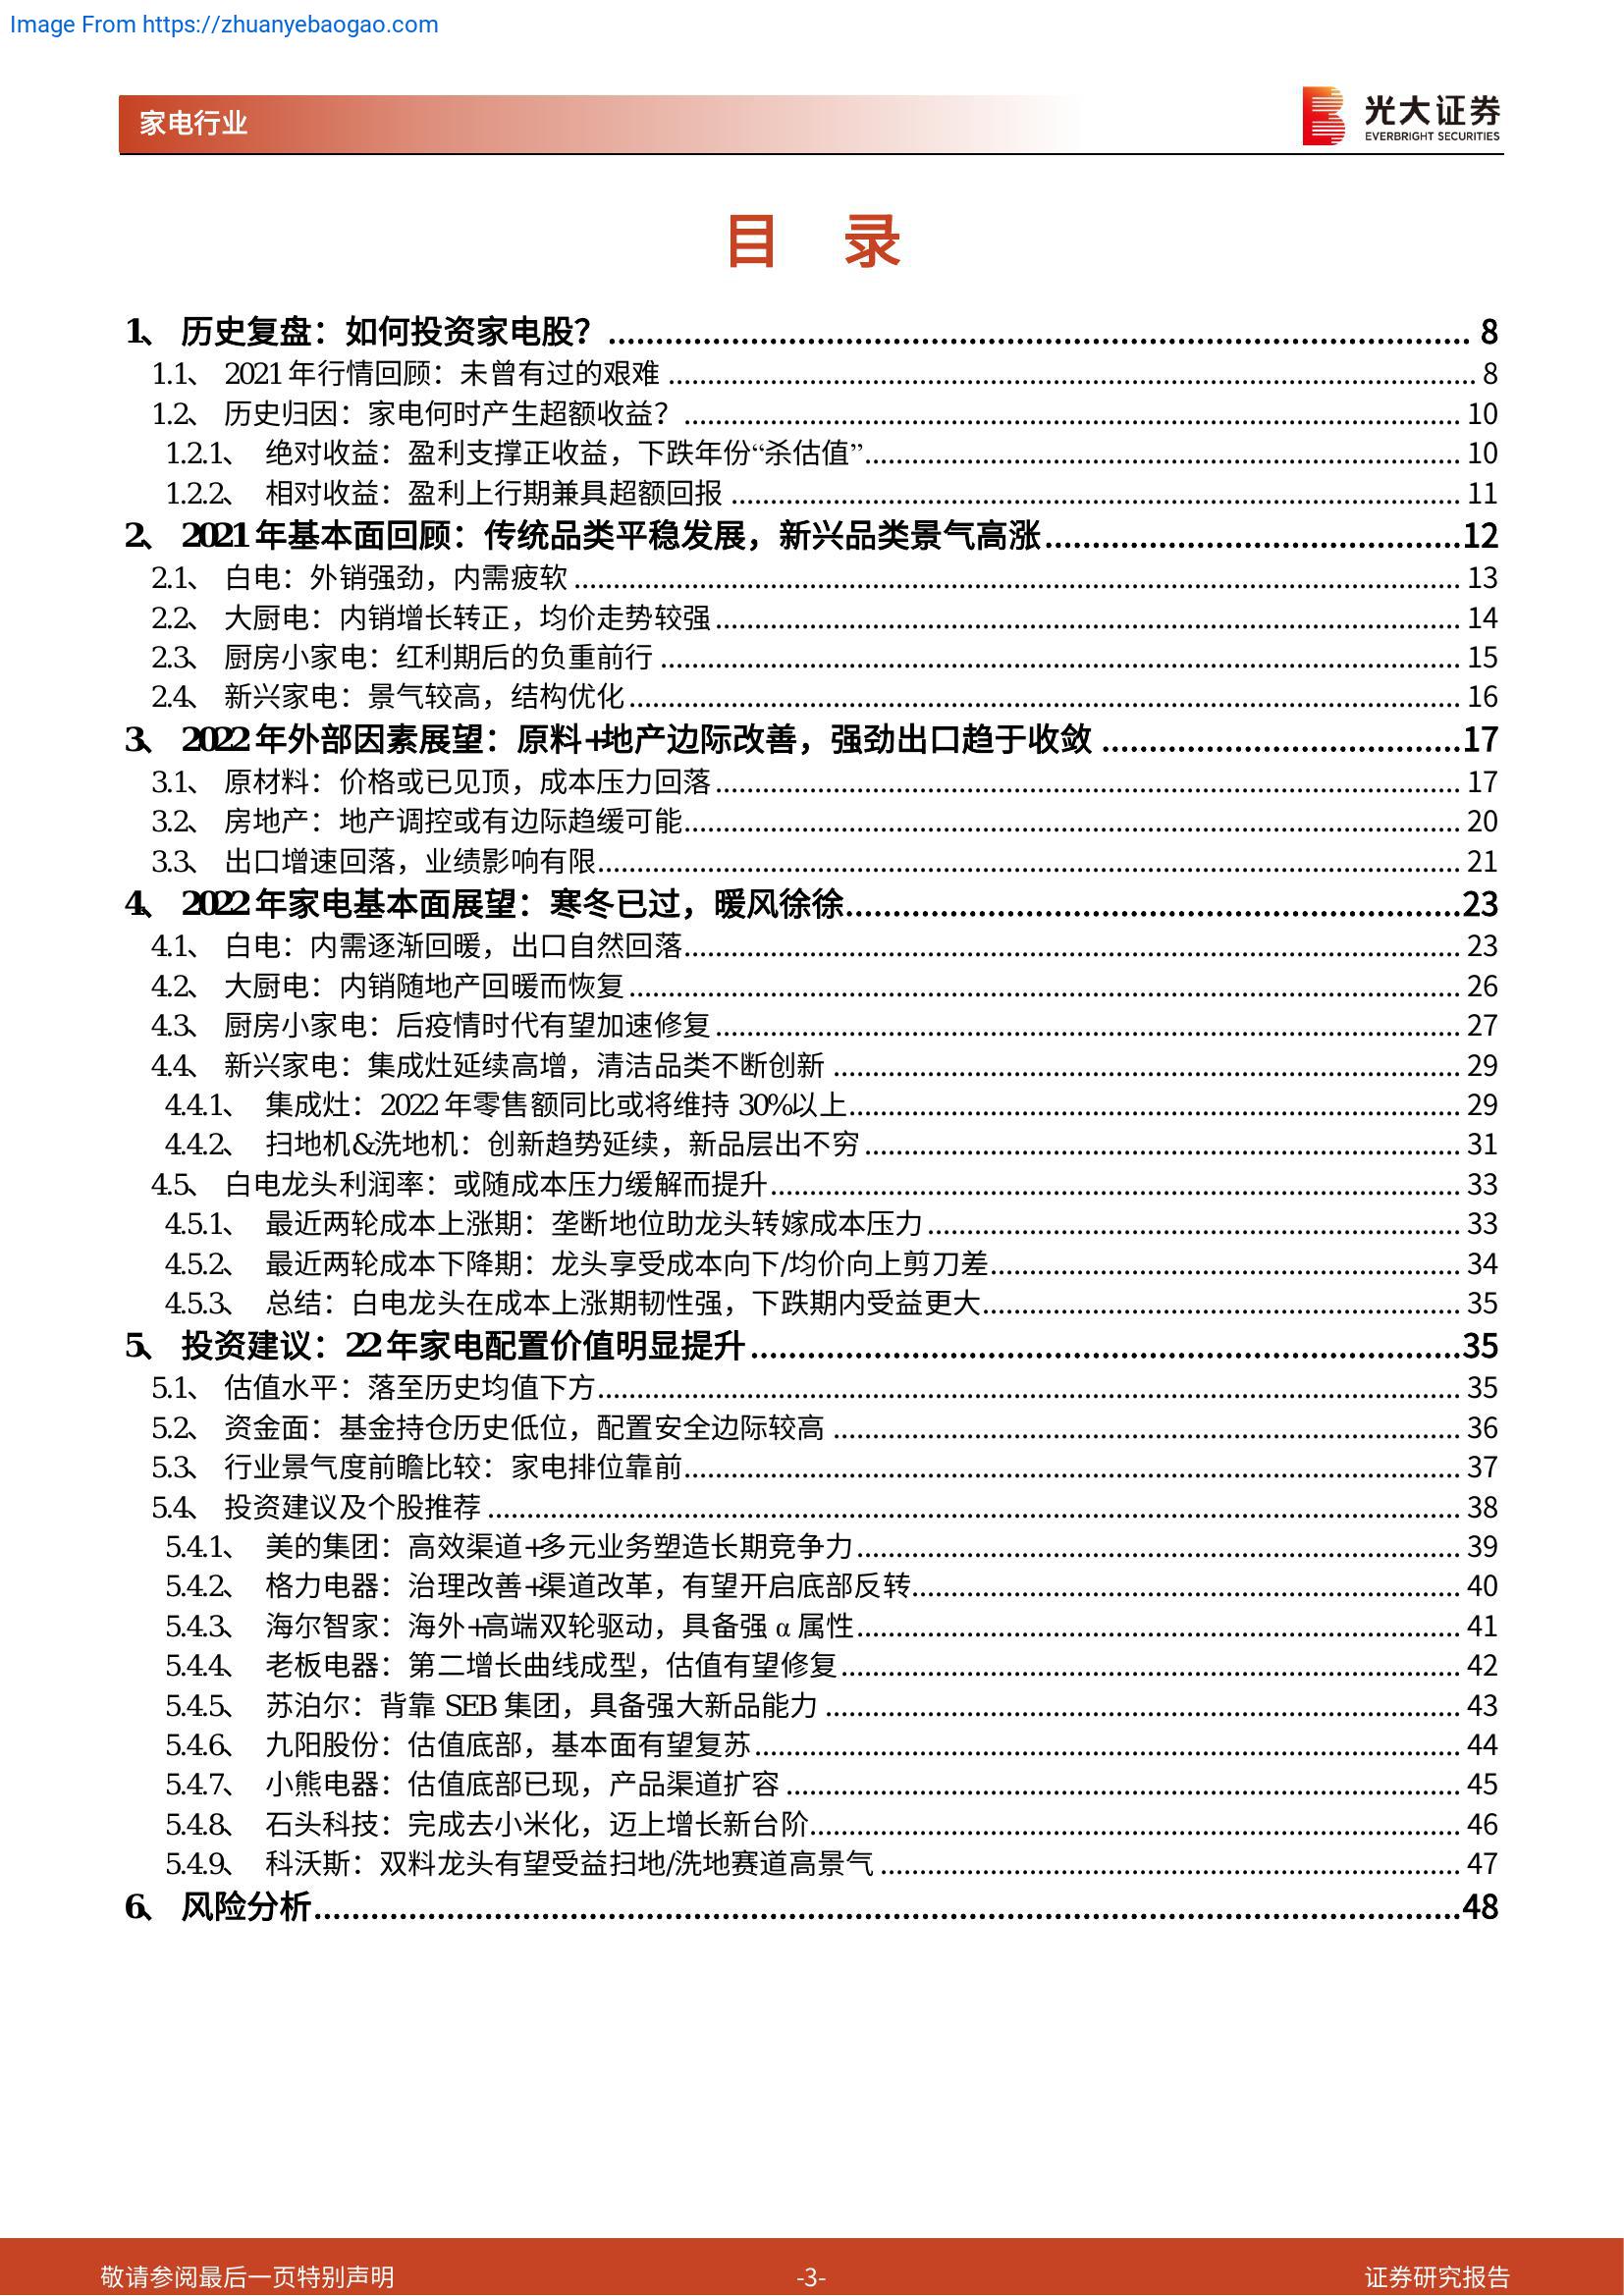 Image From https://zhuanyebaogao.com
家电行业
光大证券
EVERBRIGHT SECURITIES
目 录
1、 历史复盘：如何投资家电股？ 8
1.1、 2021 年行情回顾：未曾有过的艰难 8
1.2、 历史归因：家电何时产生超额收益？ 10
1.2.1、 绝对收益：盈利支撑正收益，下跌年份“杀估值” 10
1.2.2、 相对收益：盈利上行期兼具超额回报 11
2、 2021 年基本面回顾：传统品类平稳发展，新兴品类景气高涨 12
2.1、 白电：外销强劲，内需疲软 13
2.2、 大厨电：内销增长转正，均价走势较强 14
2.3、 厨房小家电：红利期后的负重前行 15
2.4、 新兴家电：景气较高，结构优化 16
3、 2022 年外部因素展望：原料+地产边际改善，强劲出口趋于收敛 17
3.1、 原材料：价格或已见顶，成本压力回落 17
3.2、 房地产：地产调控或有边际趋缓可能 20
3.3、 出口增速回落，业绩影响有限 21
4、 2022 年家电基本面展望：寒冬已过，暖风徐徐 23
4.1、 白电：内需逐渐回暖，出口自然回落 23
4.2、 大厨电：内销随地产回暖而恢复 26
4.3、 厨房小家电：后疫情时代有望加速修复 27
4.4、 新兴家电：集成灶延续高增，清洁品类不断创新 29
4.4.1、 集成灶：2022 年零售额同比或将维持 30%以上 29
4.4.2、 扫地机&洗地机：创新趋势延续，新品层出不穷 31
4.5、 白电龙头利润率：或随成本压力缓解而提升 33
4.5.1、 最近两轮成本上涨期：垄断地位助龙头转嫁成本压力 33
4.5.2、 最近两轮成本下降期：龙头享受成本向下/均价向上剪刀差 34
4.5.3、 总结：白电龙头在成本上涨期韧性强，下跌期内受益更大 35
5、 投资建议：22 年家电配置价值明显提升 35
5.1、 估值水平：落至历史均值下方 35
5.2、 资金面：基金持仓历史低位，配置安全边际较高 36
5.3、 行业景气度前瞻比较：家电排位靠前 37
5.4、 投资建议及个股推荐 38
5.4.1、 美的集团：高效渠道+多元业务塑造长期竞争力 39
5.4.2、 格力电器：治理改善+渠道改革，有望开启底部反转 40
5.4.3、 海尔智家：海外+高端双轮驱动，具备强 α 属性 41
5.4.4、 老板电器：第二增长曲线成型，估值有望修复 42
5.4.5、 苏泊尔：背靠 SEB 集团，具备强大新品能力 43
5.4.6、 九阳股份：估值底部，基本面有望复苏 44
5.4.7、 小熊电器：估值底部已现，产品渠道扩容 45
5.4.8、 石头科技：完成去小米化，迈上增长新台阶 46
5.4.9、 科沃斯：双料龙头有望受益扫地/洗地赛道高景气 47
6、 风险分析 48
敬请参阅最后一页特别声明 -3- 证券研究报告